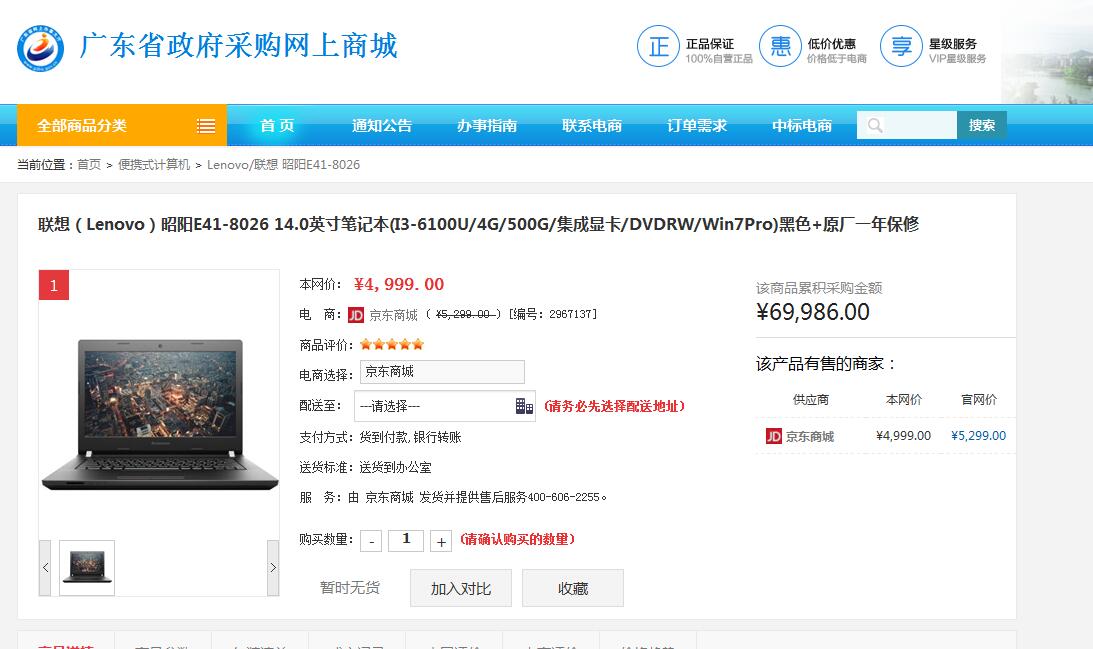 广东省政府采购网上商城
正 正品保证 100%自营正品
惠 低价优惠 价格低于电商
享 星级服务 VIP星级服务
全部商品分类 首页 通知公告 办事指南 联系电商 订单需求 中标电商 搜索
当前位置：首页 > 便携式计算机 > Lenovo/联想 昭阳E41-8026
联想（Lenovo）昭阳E41-8026 14.0英寸笔记本(I3-6100U/4G/500G/集成显卡/DVDRW/Win7Pro)黑色+原厂一年保修
1
本网价： ¥4, 999. 00
电 商： JD 京东商城 （ ¥5,299.00 ）[编号：2967137]
商品评价：
电商选择： 京东商城
配送至： ---请选择--- (请务必先选择配送地址)
支付方式：货到付款,银行转账
送货标准：送货到办公室
服 务：由 京东商城 发货并提供售后服务400-606-2255。
购买数量： - 1 + (请确认购买的数量)
暂时无货 加入对比 收藏
该商品累积采购金额
¥69,986.00
该产品有售的商家：
供应商 本网价 官网价
JD 京东商城 ¥4,999.00 ¥5,299.00